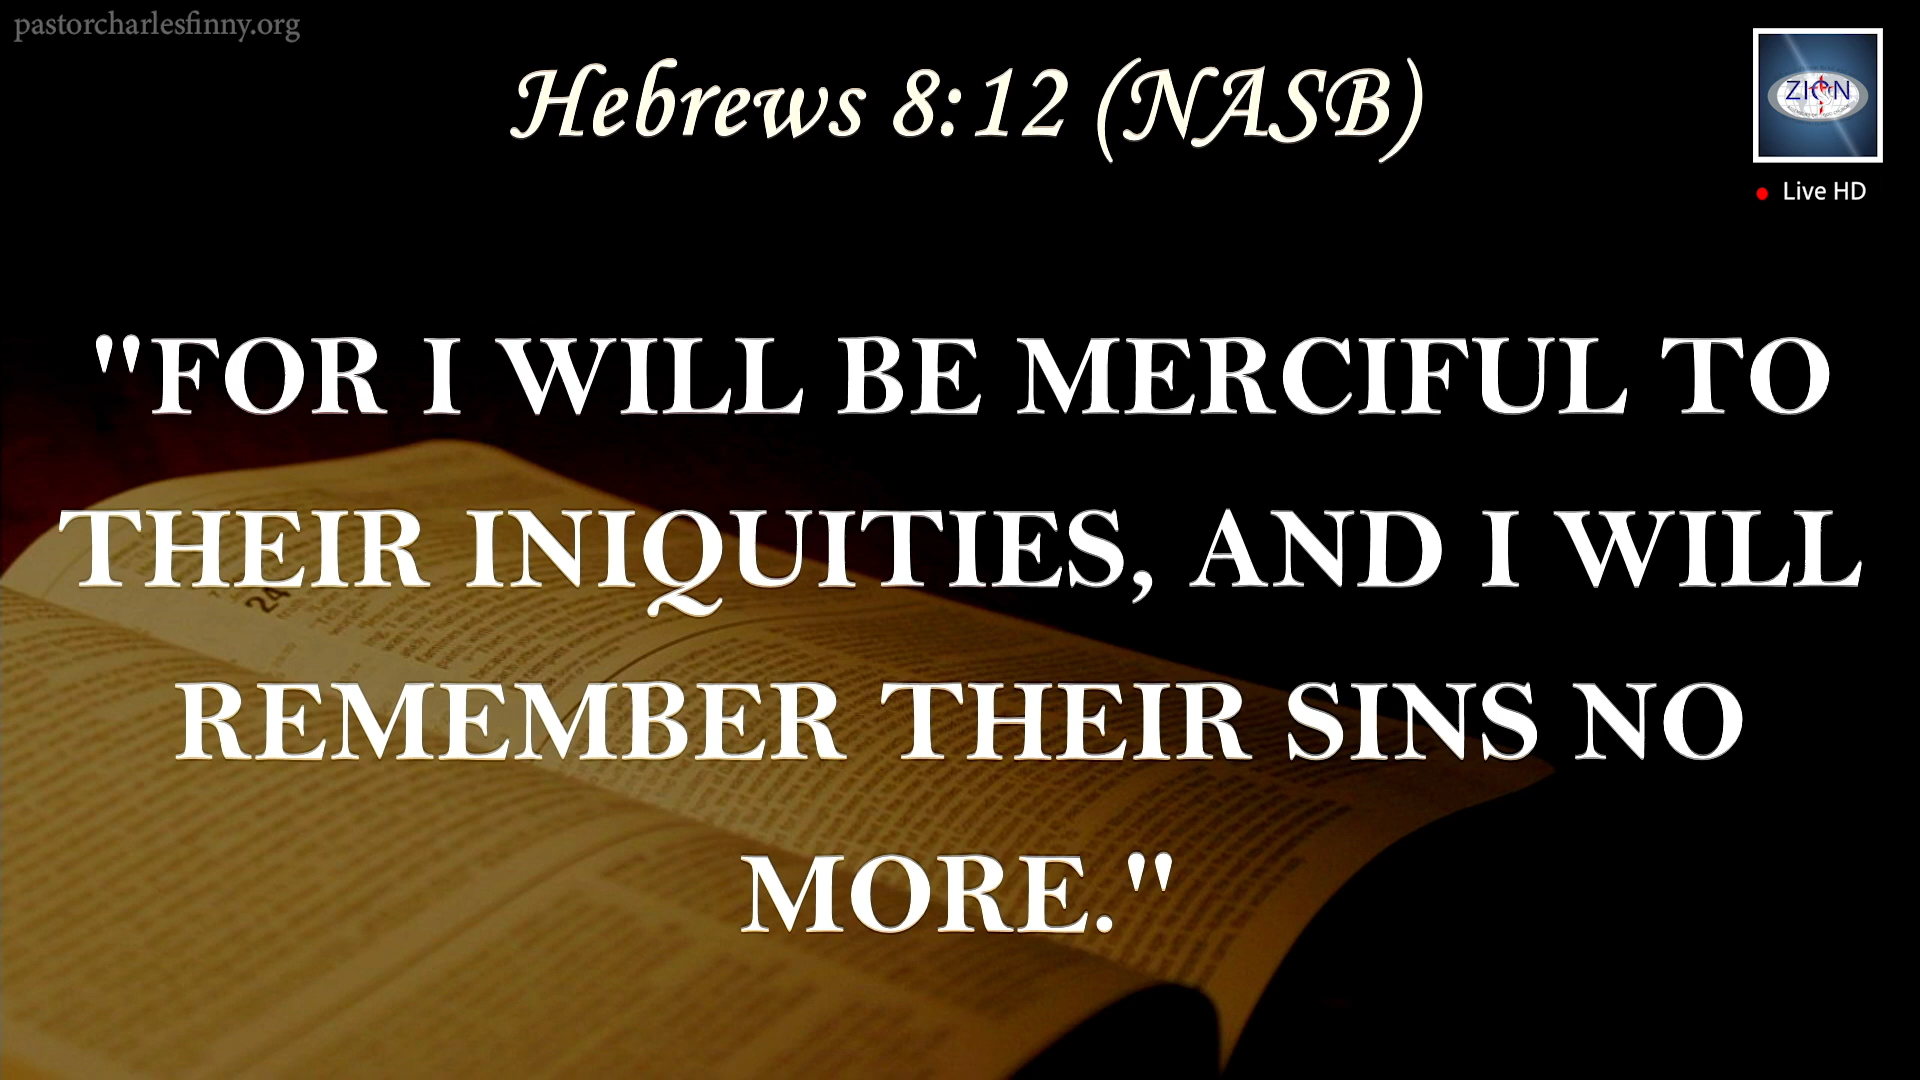 pastorcharlesfinny.org
Hebrews 8:12 (NASB)
ZION
Live HD
"FOR I WILL BE MERCIFUL TO
THEIR INIQUITIES, AND I WILL
REMEMBER THEIR SINS NO
MORE."
24